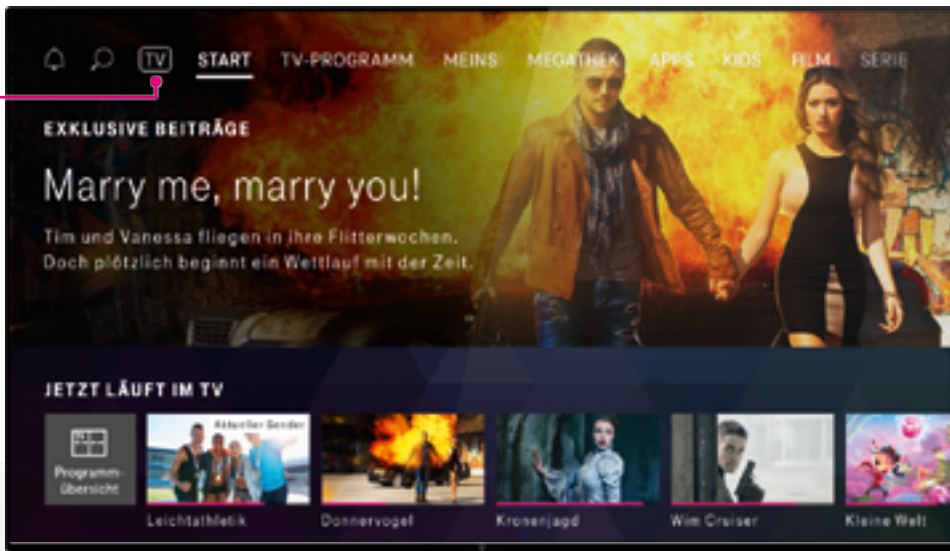 TV START TV-PROGRAMM MEINS MEGATHEK APPS KIDS FILM SERIE
EXKLUSIVE BEITRÄGE
Marry me, marry you!
Tim und Vanessa fliegen in ihre Flitterwochen.
Doch plötzlich beginnt ein Wettlauf mit der Zeit.
JETZT LÄUFT IM TV
Programm-
übersicht
Aktueller Sender
Leichtathletik Donnervogel Kronenjagd Wim Cruiser Kleine Welt